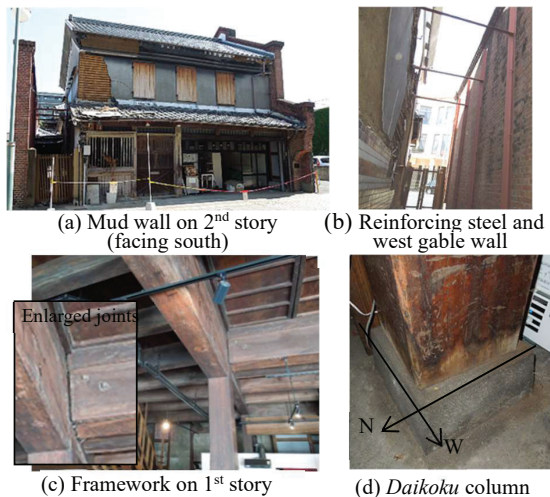 (a) Mud wall on 2nd story
(facing south)
(b) Reinforcing steel and
west gable wall
Enlarged joints
N
W
(c) Framework on 1st story
(d) Daikoku column